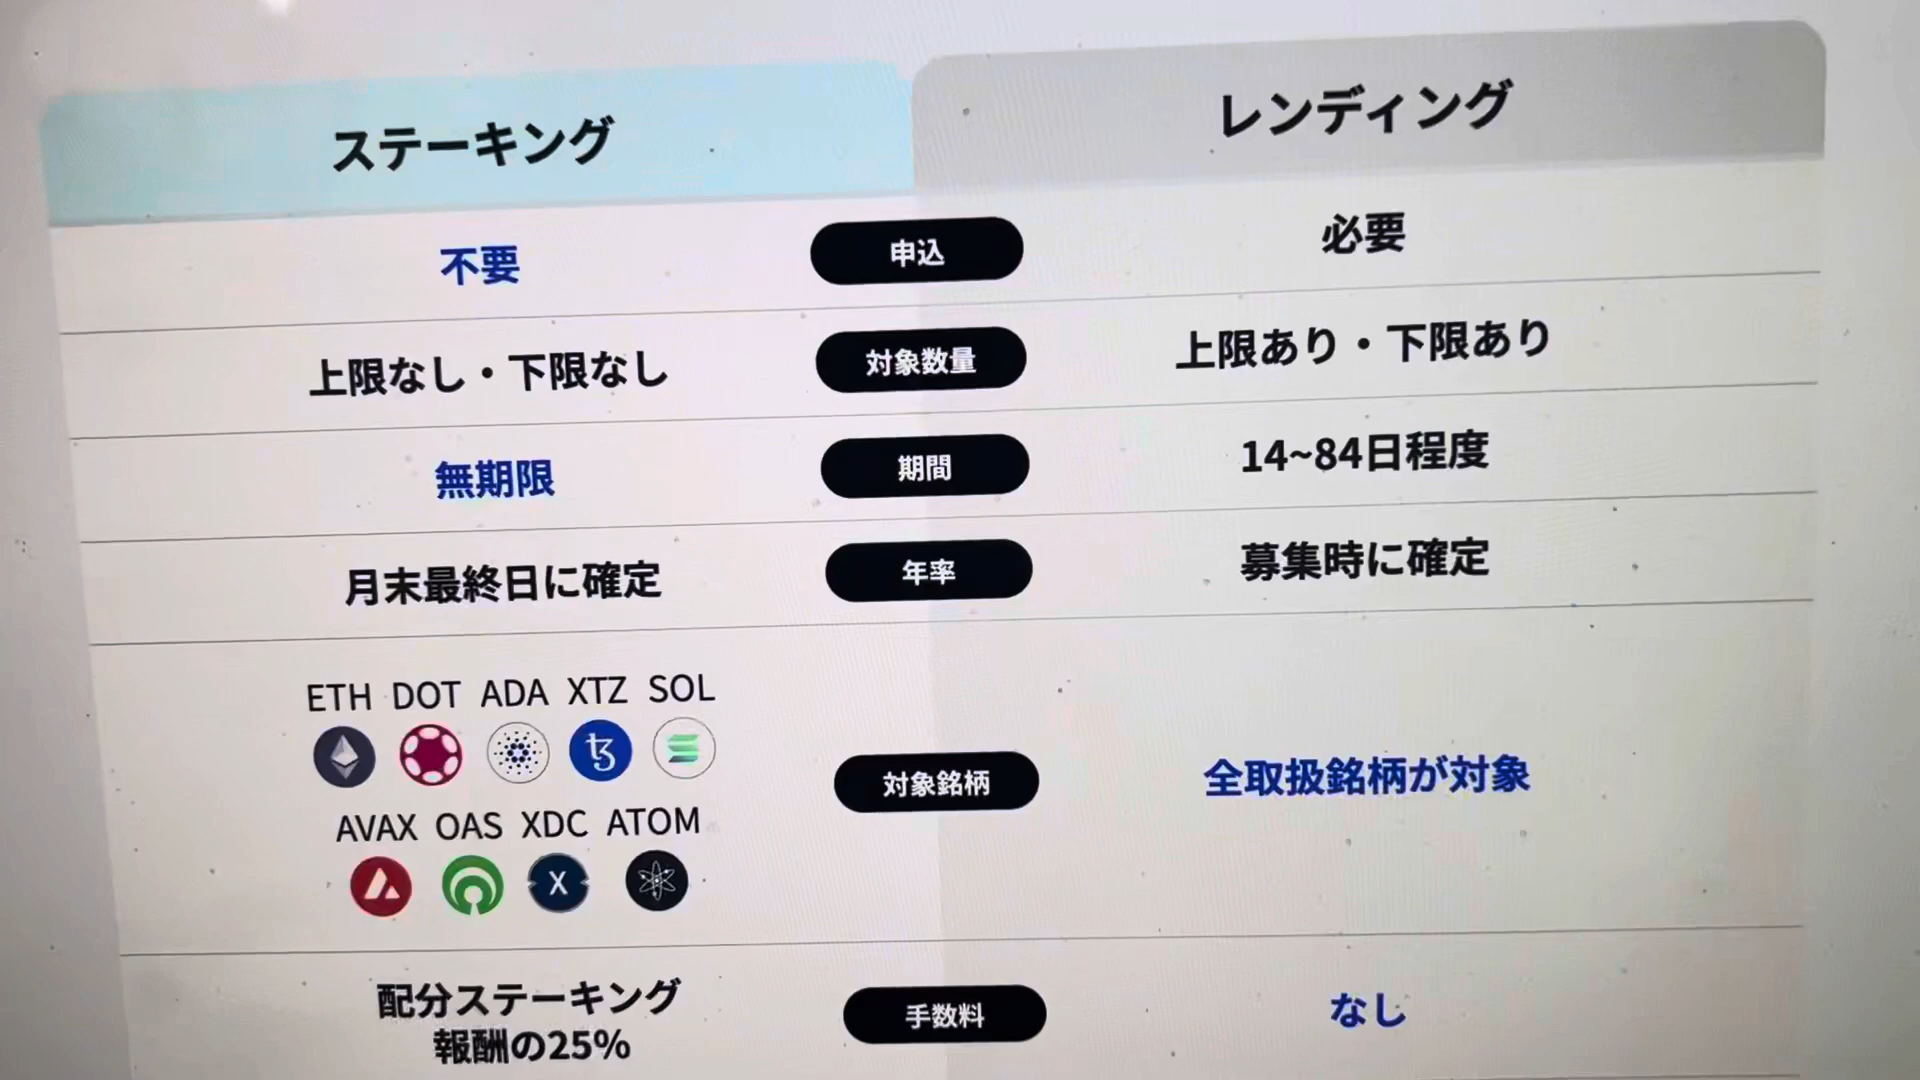 ステーキング
レンディング
不要
申込
必要
上限なし・下限なし
対象数量
上限あり・下限あり
無期限
期間
14~84日程度
月末最終日に確定
年率
募集時に確定
ETH DOT ADA XTZ SOL
AVAX OAS XDC ATOM
対象銘柄
全取扱銘柄が対象
配分ステーキング
報酬の25%
手数料
なし